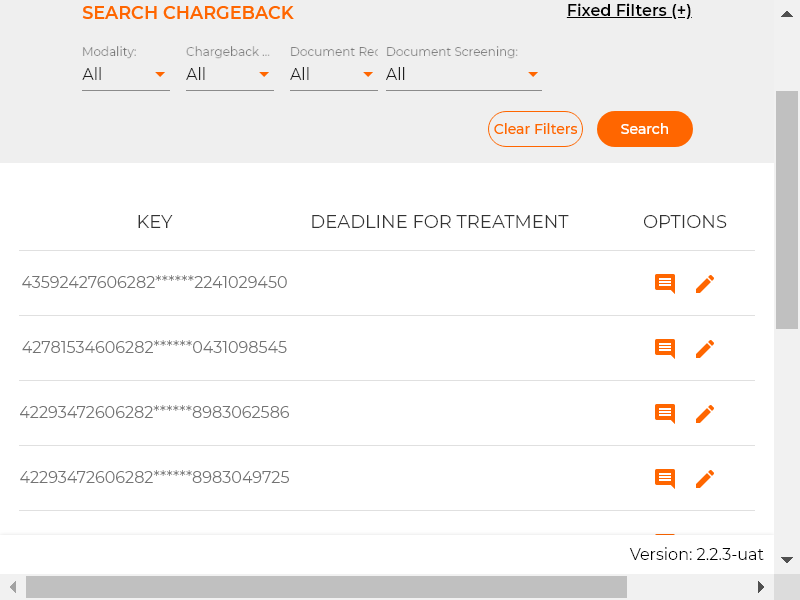 SEARCH CHARGEBACK
Fixed Filters (+)
Modality: Chargeback ... Document Rec Document Screening:
All All All All
Clear Filters Search
KEY DEADLINE FOR TREATMENT OPTIONS
43592427606282******2241029450
42781534606282******0431098545
42293472606282******8983062586
42293472606282******8983049725
Version: 2.2.3-uat